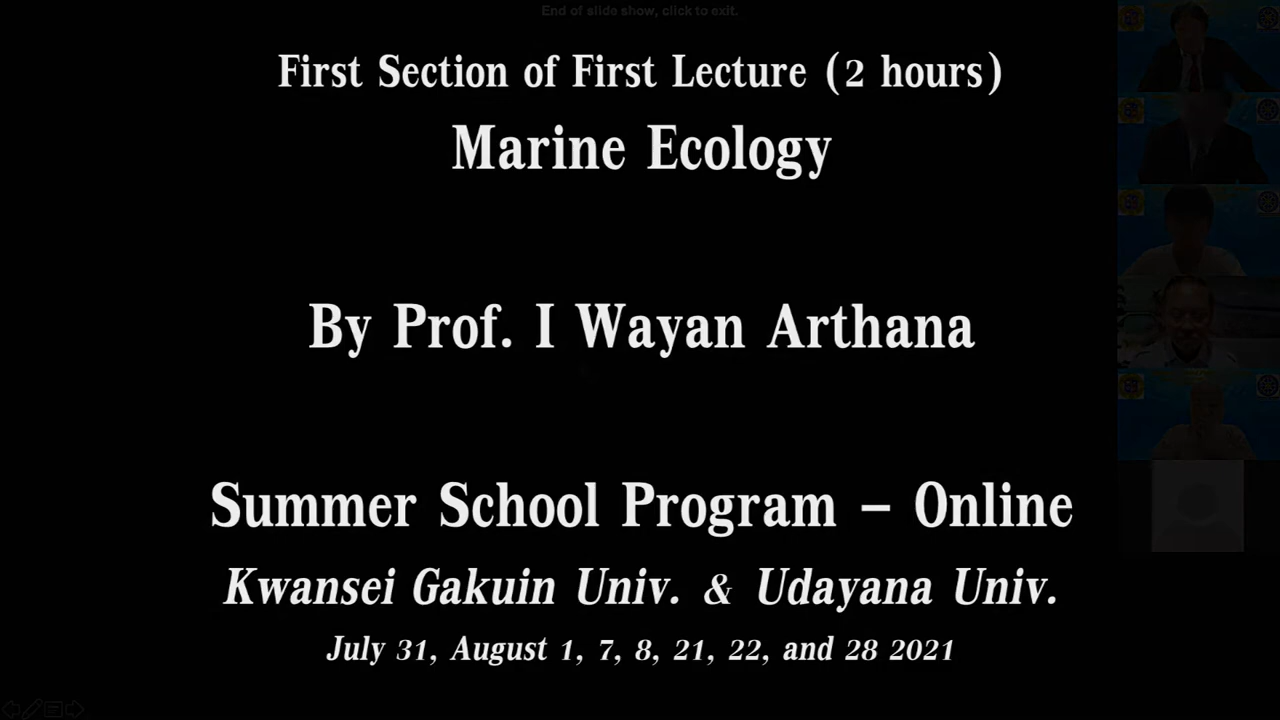 End of slide show, click to exit.
First Section of First Lecture (2 hours)
Marine Ecology
By Prof. I Wayan Arthana
Summer School Program – Online
Kwansei Gakuin Univ. & Udayana Univ.
July 31, August 1, 7, 8, 21, 22, and 28 2021